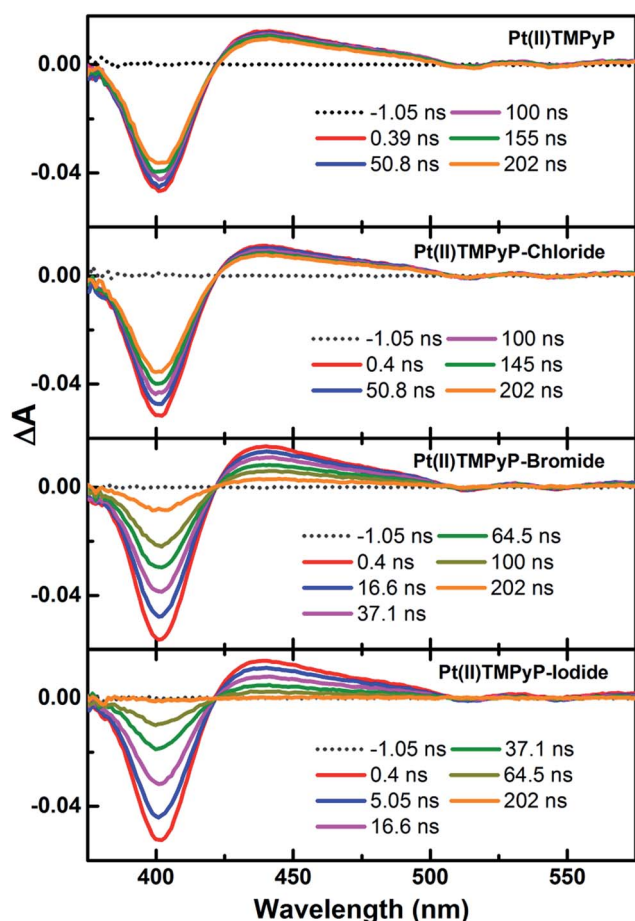 Pt(II)TMPyP
0.00
-1.05 ns 100 ns
0.39 ns 155 ns
50.8 ns 202 ns
-0.04
Pt(II)TMPyP-Chloride
0.00
-1.05 ns 100 ns
0.4 ns 145 ns
50.8 ns 202 ns
-0.04
ΔA
Pt(II)TMPyP-Bromide
0.00
-1.05 ns 64.5 ns
0.4 ns 100 ns
16.6 ns 202 ns
37.1 ns
-0.04
Pt(II)TMPyP-Iodide
0.00
-1.05 ns 37.1 ns
0.4 ns 64.5 ns
5.05 ns 202 ns
16.6 ns
-0.04
400 450 500 550
Wavelength (nm)